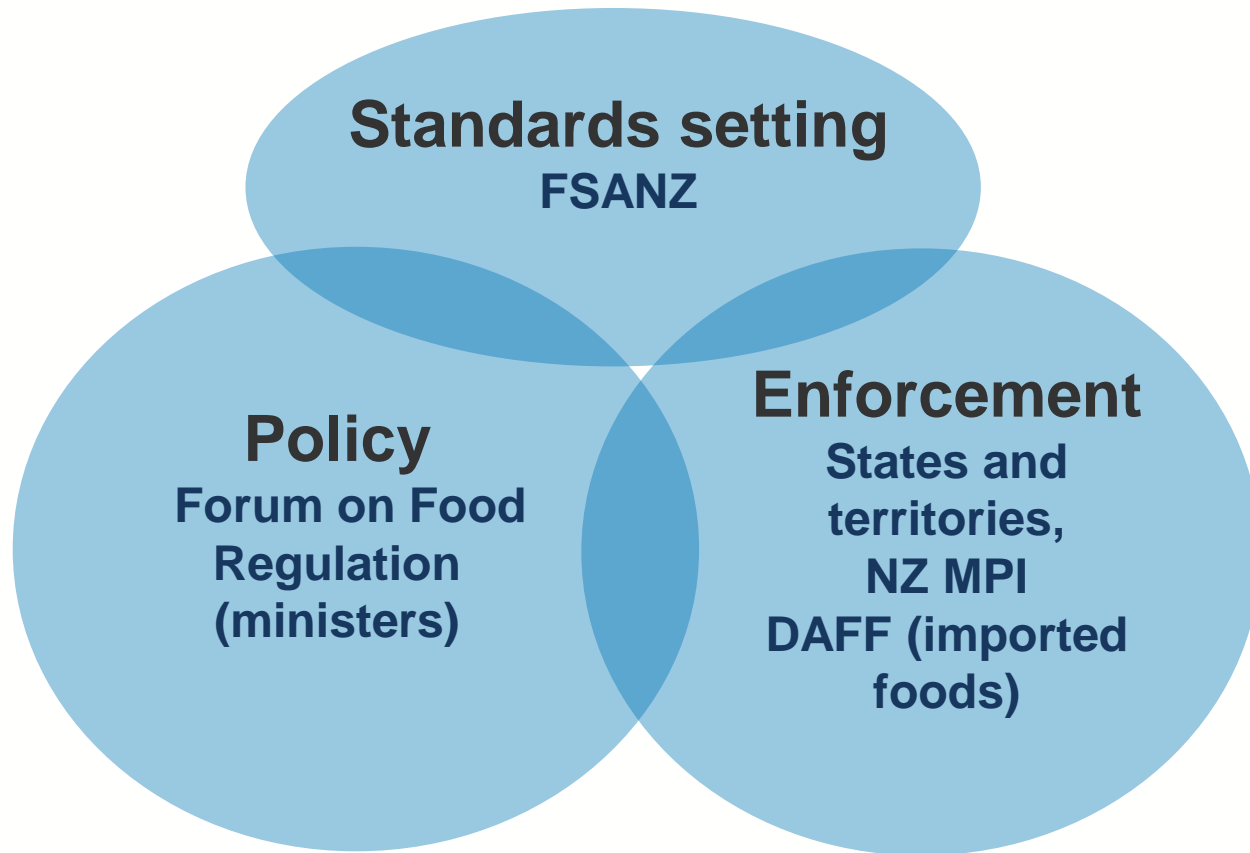 Standards setting
FSANZ
Policy
Forum on Food
Regulation
(ministers)
Enforcement
States and
territories,
NZ MPI
DAFF (imported
foods)